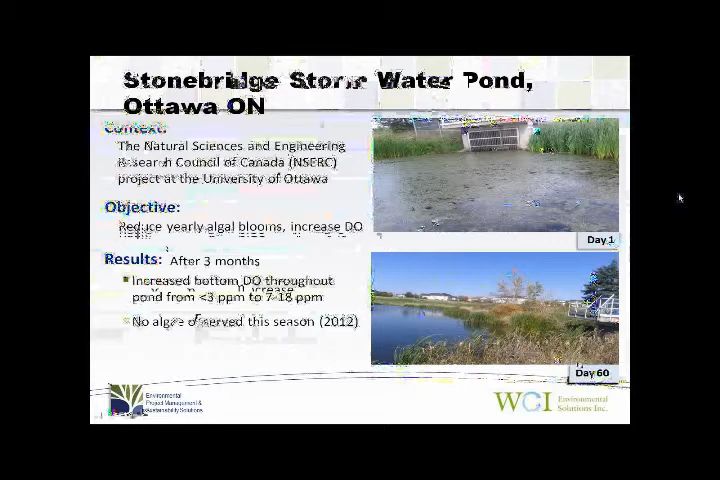 Stonebridge Storm Water Pond,
Ottawa ON
Context:
The Natural Sciences and Engineering
Research Council of Canada (NSERC)
project at the University of Ottawa
Objective:
Reduce yearly algal blooms, increase DO
Results: After 3 months
Increased bottom DO throughout
pond from <3 ppm to 7-18 ppm
No algae observed this season (2012)
Day 1
Day 60
Environmental
Project Management &
Sustainability Solutions
WCI Environmental
Solutions Inc.